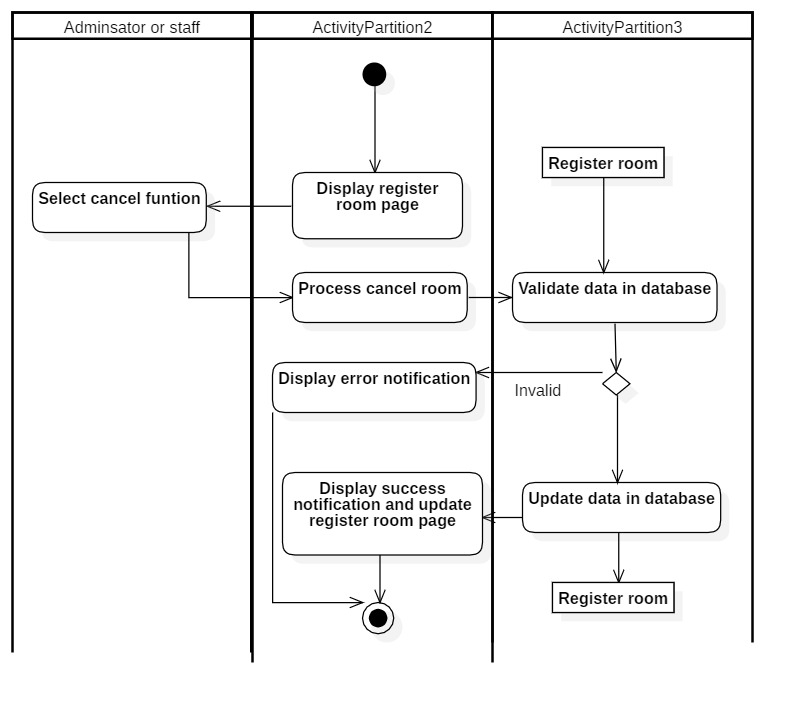 Adminsator or staff
ActivityPartition2
ActivityPartition3
Register room
Display register
room page
Select cancel funtion
Process cancel room
Validate data in database
Display error notification
Invalid
Display success
notification and update
register room page
Update data in database
Register room